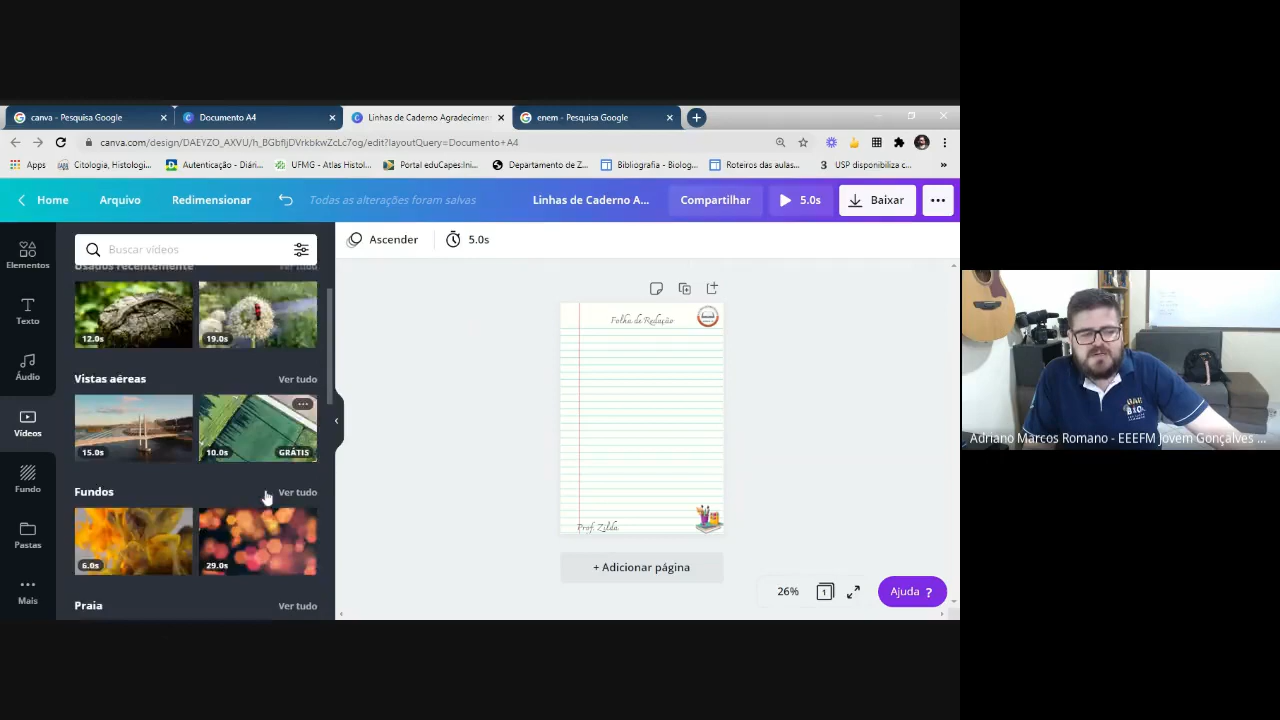 canva - Pesquisa Google
Documento A4
Linhas de Caderno Agradecimen
enem - Pesquisa Google
canva.com/design/DAEYZO_AXVU/h_BGbfIjDVrkbkwZcLc7og/edit?layoutQuery=Documento+A4
Apps
Citologia, Histologi...
Autenticação - Diári...
UFMG - Atlas Histol...
Portal eduCapes:Ini...
Departamento de Z...
Bibliografia - Biolog...
Roteiros das aulas...
USP disponibiliza c...
Home
Arquivo
Redimensionar
Todas as alterações foram salvas
Linhas de Caderno A...
Compartilhar
5.0s
Baixar
Elementos
Texto
Áudio
Vídeos
Fundo
Pastas
Mais
Buscar vídeos
Usados recentemente
Ver tudo
12.0s
19.0s
Vistas aéreas
Ver tudo
15.0s
10.0s
GRÁTIS
Fundos
Ver tudo
6.0s
29.0s
Praia
Ver tudo
Ascender
5.0s
Folha de Redação
Prof. Zilda
+ Adicionar página
26%
1
Ajuda ?
Adriano Marcos Romano - EEEFM Jovem Gonçalves ...